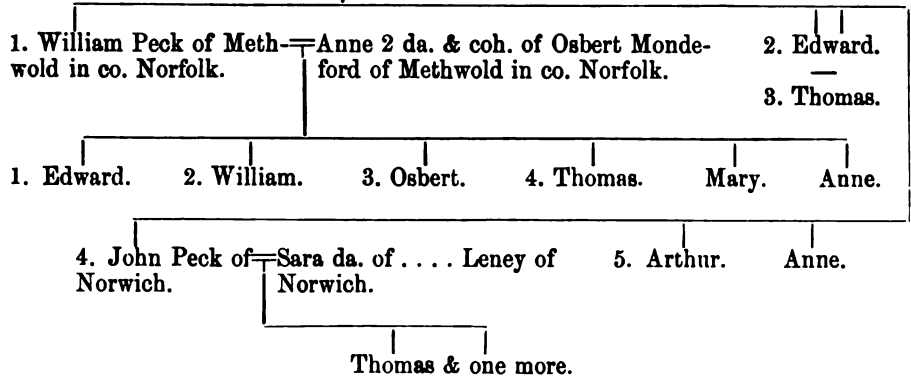 1. William Peck of Meth-=Anne 2 da. & coh. of Osbert Monde- 2. Edward.
wold in co. Norfolk. ford of Methwold in co. Norfolk. —
3. Thomas.
1. Edward. 2. William. 3. Osbert. 4. Thomas. Mary. Anne.
4. John Peck of=Sara da. of .... Leney of 5. Arthur. Anne.
Norwich. Norwich.
Thomas & one more.